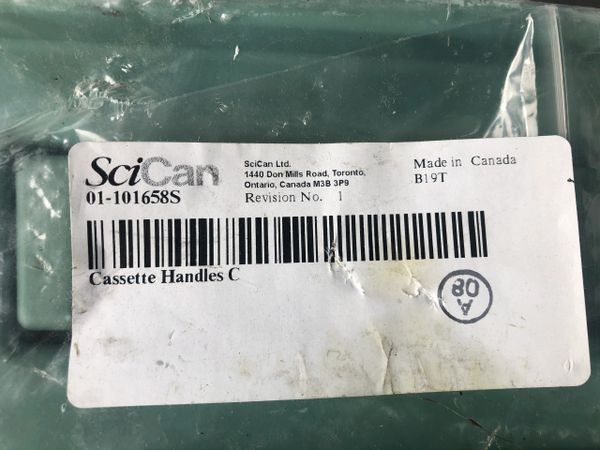 SciCan
01-101658S
SciCan Ltd.
1440 Don Mills Road, Toronto,
Ontario, Canada M3B 3P9
Revision No. 1
Made in Canada
B19T
Cassette Handles C
A
08